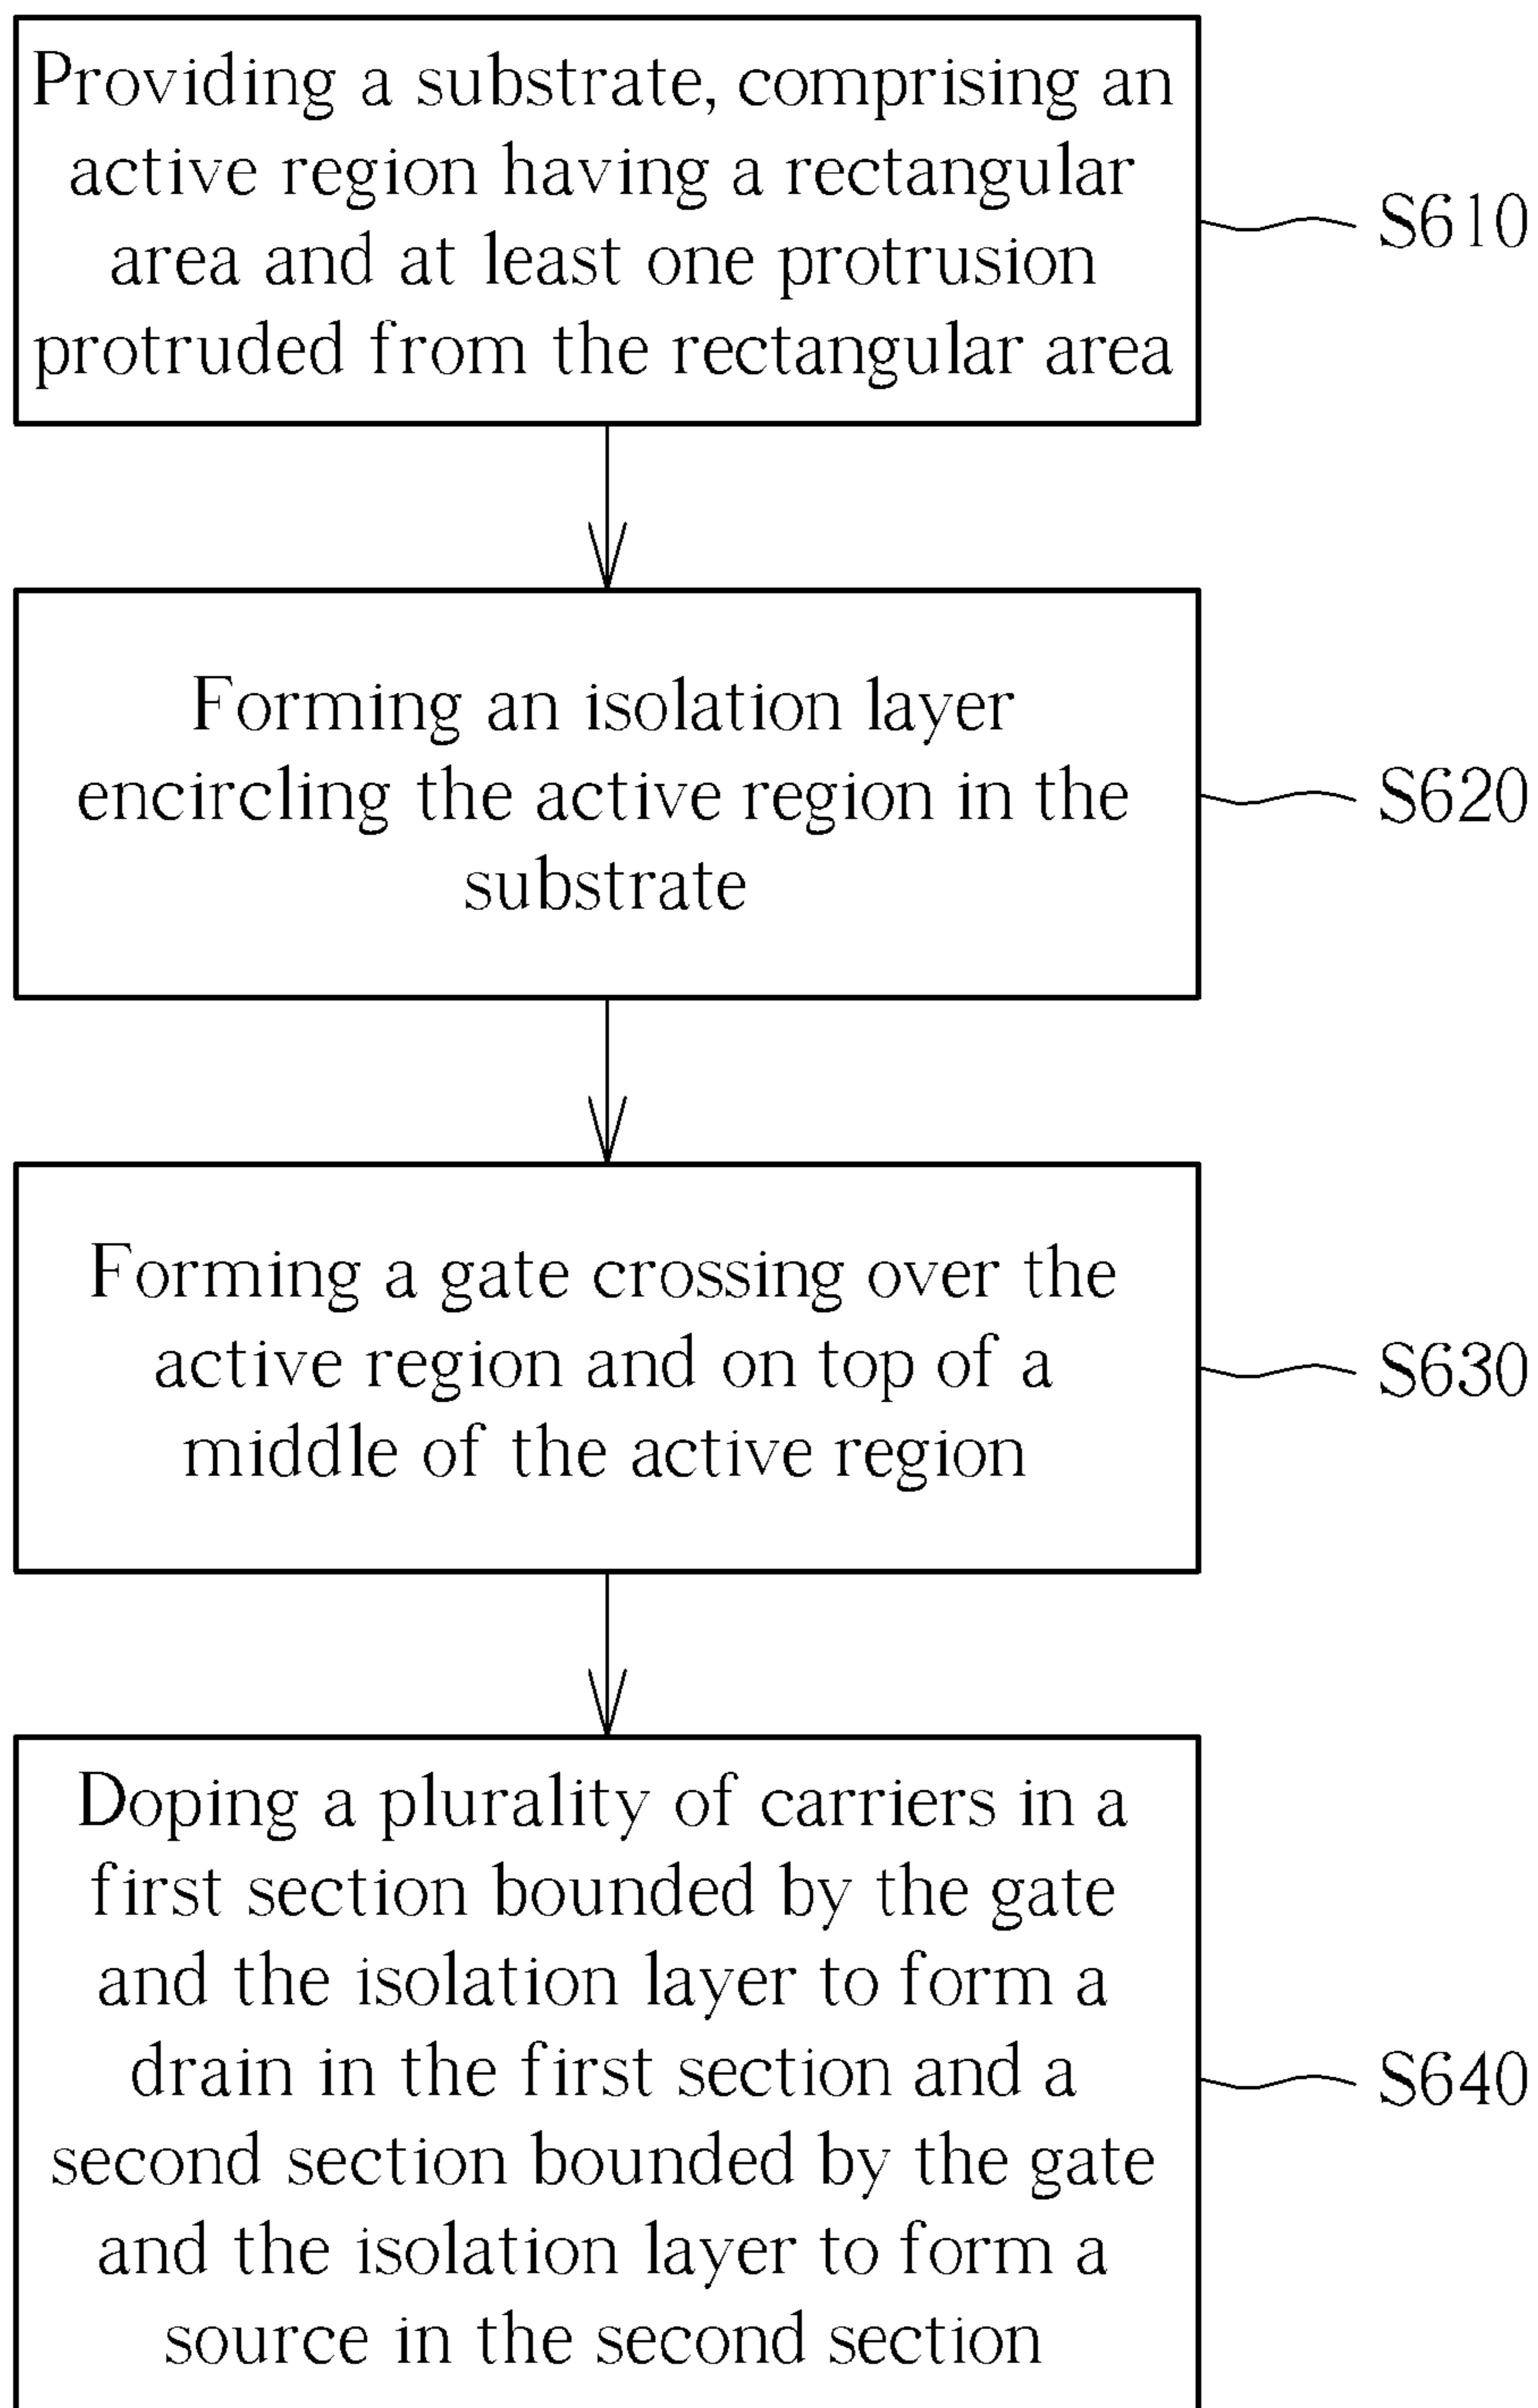 Providing a substrate, comprising an
active region having a rectangular
area and at least one protrusion
protruded from the rectangular area
S610
Forming an isolation layer
encircling the active region in the
substrate
S620
Forming a gate crossing over the
active region and on top of a
middle of the active region
S630
Doping a plurality of carriers in a
first section bounded by the gate
and the isolation layer to form a
drain in the first section and a
second section bounded by the gate
and the isolation layer to form a
source in the second section
S640